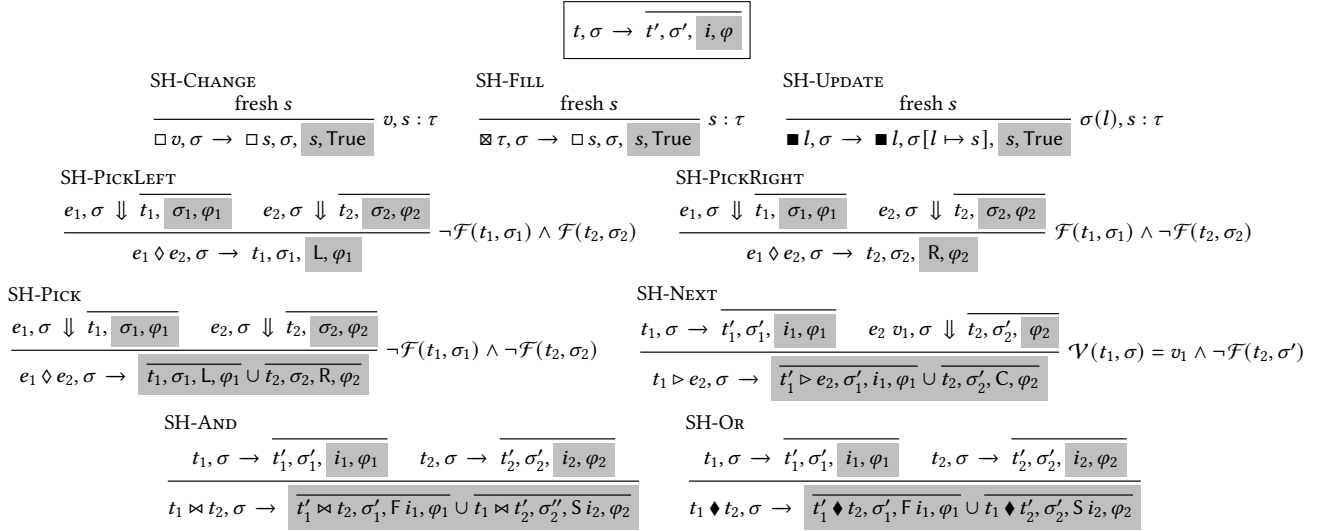 t, σ → t′, σ′, i, φ
SH-Change
fresh s
□ v, σ → □ s, σ, s, True
v, s : τ
SH-Fill
fresh s
⊠ τ, σ → □ s, σ, s, True
s : τ
SH-Update
fresh s
■ l, σ → ■ l, σ[l ↦ s], s, True
σ(l), s : τ
SH-PickLeft
e₁, σ ⇓ t₁, σ₁, φ₁ e₂, σ ⇓ t₂, σ₂, φ₂
e₁ ◊ e₂, σ → t₁, σ₁, L, φ₁
¬ℱ(t₁, σ₁) ∧ ℱ(t₂, σ₂)
SH-PickRight
e₁, σ ⇓ t₁, σ₁, φ₁ e₂, σ ⇓ t₂, σ₂, φ₂
e₁ ◊ e₂, σ → t₂, σ₂, R, φ₂
ℱ(t₁, σ₁) ∧ ¬ℱ(t₂, σ₂)
SH-Pick
e₁, σ ⇓ t₁, σ₁, φ₁ e₂, σ ⇓ t₂, σ₂, φ₂
e₁ ◊ e₂, σ → t₁, σ₁, L, φ₁ ∪ t₂, σ₂, R, φ₂
¬ℱ(t₁, σ₁) ∧ ¬ℱ(t₂, σ₂)
SH-Next
t₁, σ → t′₁, σ′₁, i₁, φ₁ e₂ v₁, σ ⇓ t₂, σ′₂, φ₂
t₁ ▷ e₂, σ → t′₁ ▷ e₂, σ′₁, i₁, φ₁ ∪ t₂, σ′₂, C, φ₂
𝒱(t₁, σ) = v₁ ∧ ¬ℱ(t₂, σ′)
SH-And
t₁, σ → t′₁, σ′₁, i₁, φ₁ t₂, σ → t′₂, σ′₂, i₂, φ₂
t₁ ⋈ t₂, σ → t′₁ ⋈ t₂, σ′₁, F i₁, φ₁ ∪ t₁ ⋈ t′₂, σ″₂, S i₂, φ₂
SH-Or
t₁, σ → t′₁, σ′₁, i₁, φ₁ t₂, σ → t′₂, σ′₂, i₂, φ₂
t₁ ♦ t₂, σ → t′₁ ♦ t₂, σ′₁, F i₁, φ₁ ∪ t₁ ♦ t′₂, σ′₂, S i₂, φ₂